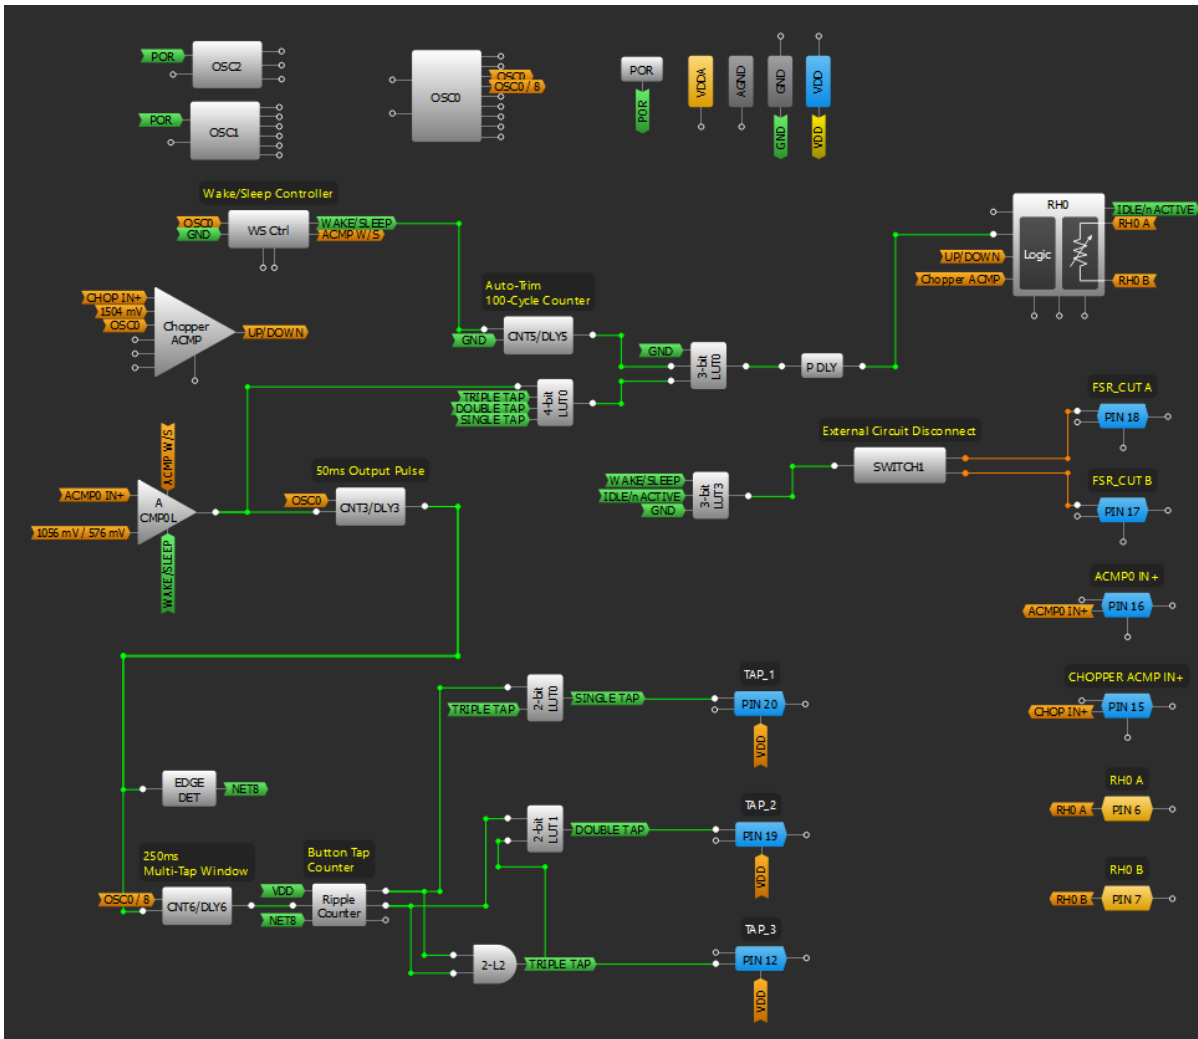 POR
OSC2
POR
OSC1
OSC0
OSC0
OSC0 / 8
POR
POR
VDDA
AGND
GND
GND
VDD
VDD
Wake/Sleep Controller
OSC0
GND
WS Ctrl
WAKE/SLEEP
ACMP W/S
RH0
Logic
IDLE/nACTIVE
RH0 A
UP/DOWN
Chopper ACMP
RH0 B
CHOP IN+
1504 mV
OSC0
Chopper
ACMP
UP/DOWN
Auto-Trim
100-Cycle Counter
GND
CNT5/DLY5
GND
3-bit
LUT0
P DLY
TRIPLE TAP
DOUBLE TAP
SINGLE TAP
4-bit
LUT0
FSR_CUT A
PIN 18
External Circuit Disconnect
SWITCH1
WAKE/SLEEP
IDLE/nACTIVE
GND
3-bit
LUT3
FSR_CUT B
PIN 17
ACMP W/S
ACMP0 IN+
A
CMP0L
1056 mV / 576 mV
WAKE/SLEEP
50ms Output Pulse
OSC0
CNT3/DLY3
ACMP0 IN+
PIN 16
ACMP0 IN+
CHOPPER ACMP IN+
PIN 15
CHOP IN+
TRIPLE TAP
2-bit
LUT0
SINGLE TAP
TAP_1
PIN 20
VDD
EDGE
DET
NET8
2-bit
LUT1
DOUBLE TAP
TAP_2
PIN 19
VDD
RH0 A
RH0 A
PIN 6
250ms
Multi-Tap Window
OSC0 / 8
CNT6/DLY6
Button Tap
Counter
VDD
NET8
Ripple
Counter
RH0 B
RH0 B
PIN 7
2-L2
TRIPLE TAP
TAP_3
PIN 12
VDD